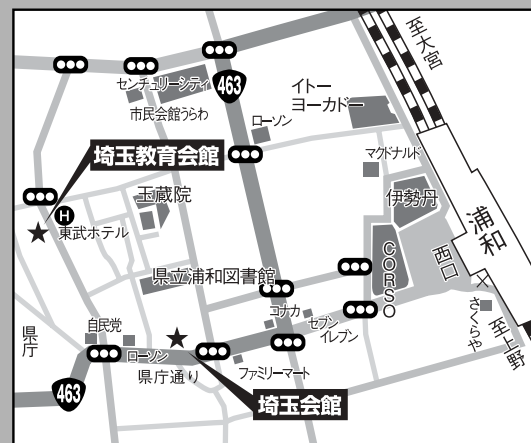 至大宮
センチュリーシティ
463
イトー
ヨーカドー
市民会館うらわ
ローソン
埼玉教育会館
マクドナルド
玉蔵院
伊勢丹
H
東武ホテル
浦和
西口
CORSO
県立浦和図書館
コナカ
セブン
イレブン
さくらや
至上野
県庁
自民党
ローソン
県庁通り
ファミリーマート
463
埼玉会館